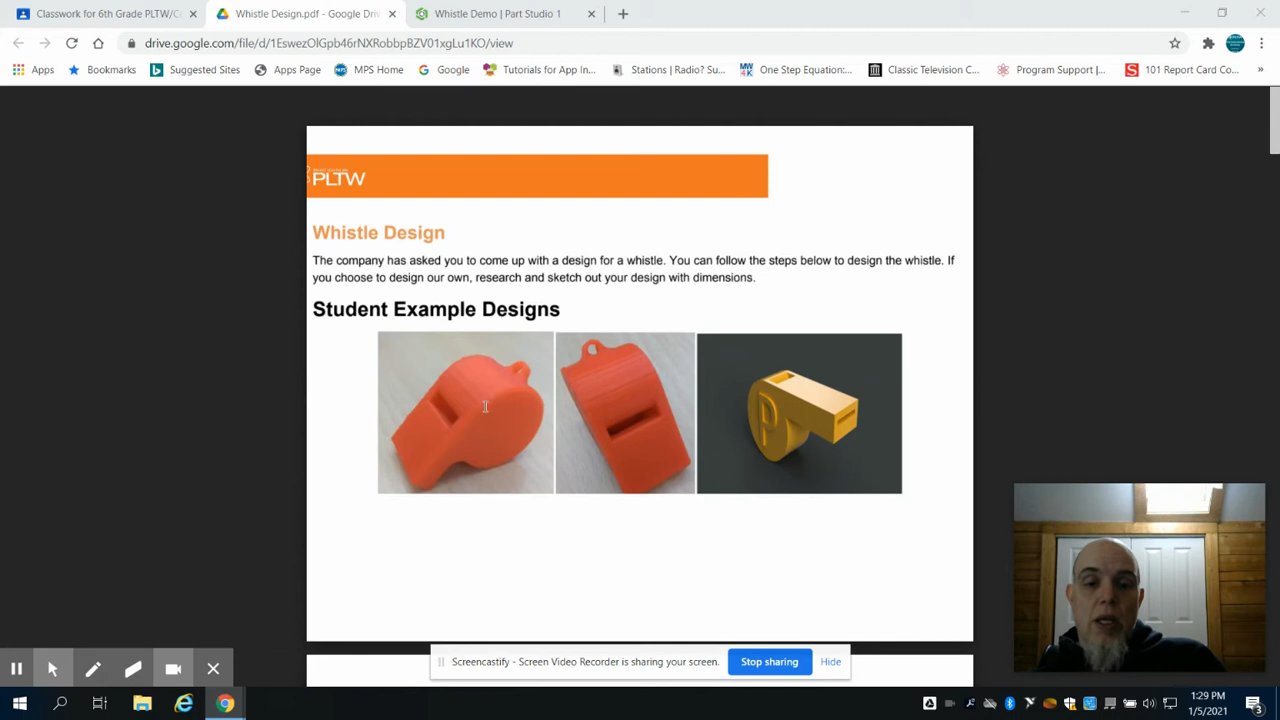 Classwork for 6th Grade PLTW/C
Whistle Design.pdf - Google Driv
Whistle Demo | Part Studio 1
drive.google.com/file/d/1EswezOlGpb46rNXRobbpBZV01xgLu1KO/view
Apps
Bookmarks
Suggested Sites
Apps Page
MPS Home
Google
Tutorials for App In...
Stations | Radio? Su...
One Step Equation:...
Classic Television C...
Program Support |...
101 Report Card Co...
»
PLTW
Whistle Design
The company has asked you to come up with a design for a whistle. You can follow the steps below to design the whistle. If
you choose to design our own, research and sketch out your design with dimensions.
Student Example Designs
P
Screencastify - Screen Video Recorder is sharing your screen.
Stop sharing
Hide
1:29 PM
1/5/2021
3